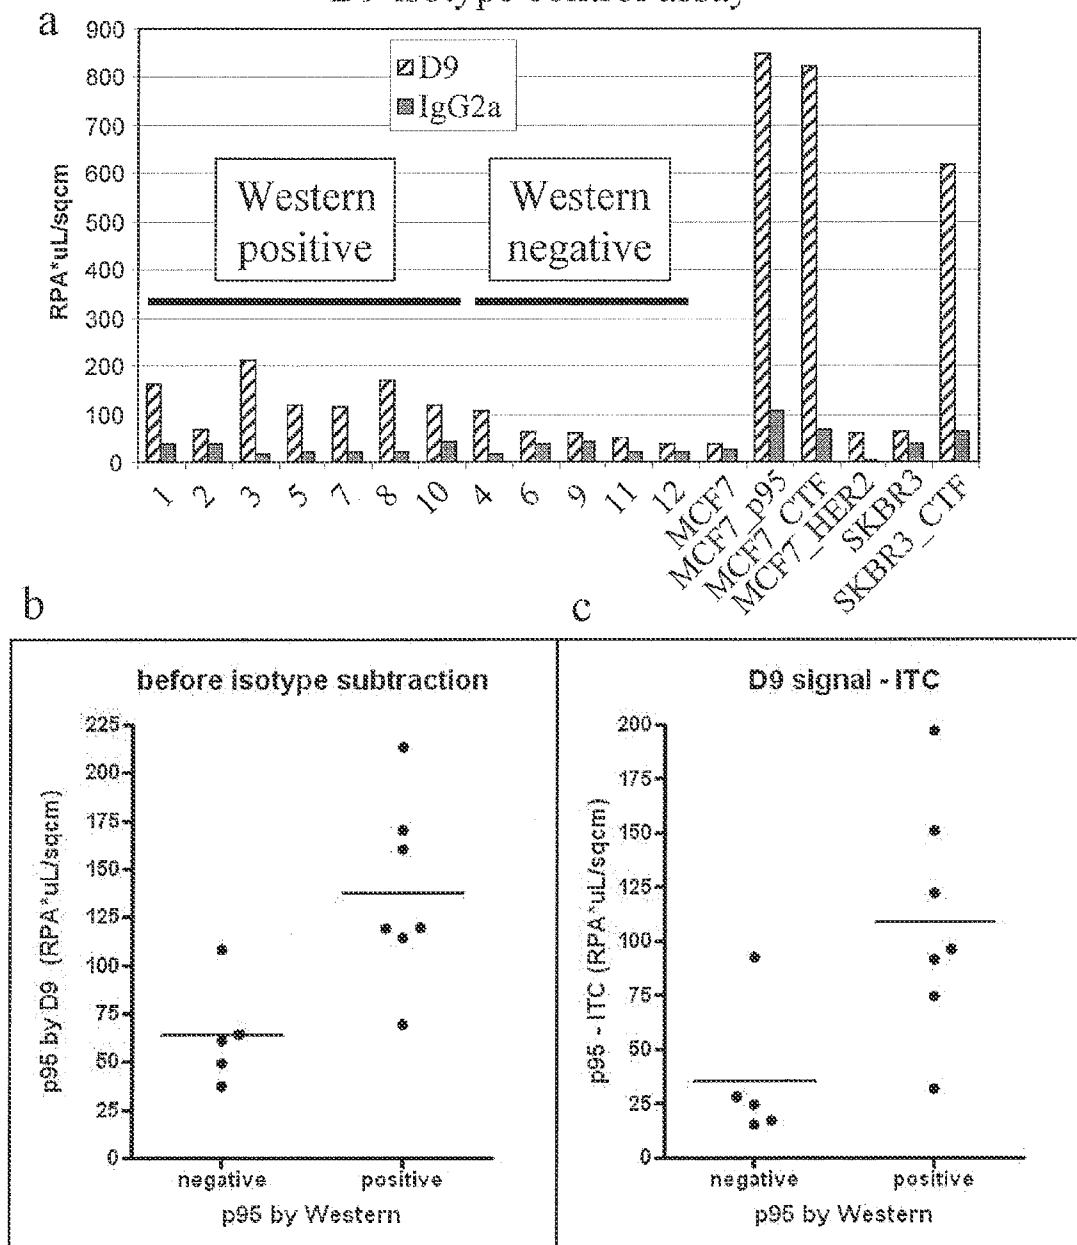 D9 isotype control assay
a
900
800
700
600
500
400
300
200
100
0
RPA*uL/sqcm
D9
IgG2a
Western
positive
Western
negative
1
2
3
5
7
8
10
4
6
9
11
12
MCF7
MCF7_p95
MCF7_CTF
MCF7_HER2
SKBR3
SKBR3_CTF
b
before isotype subtraction
225
200
175
150
125
100
75
50
25
0
p95 by D9 (RPA*uL/sqcm)
negative
positive
p95 by Western
c
D9 signal - ITC
200
175
150
125
100
75
50
25
0
p95 - ITC (RPA*uL/sqcm)
negative
positive
p95 by Western